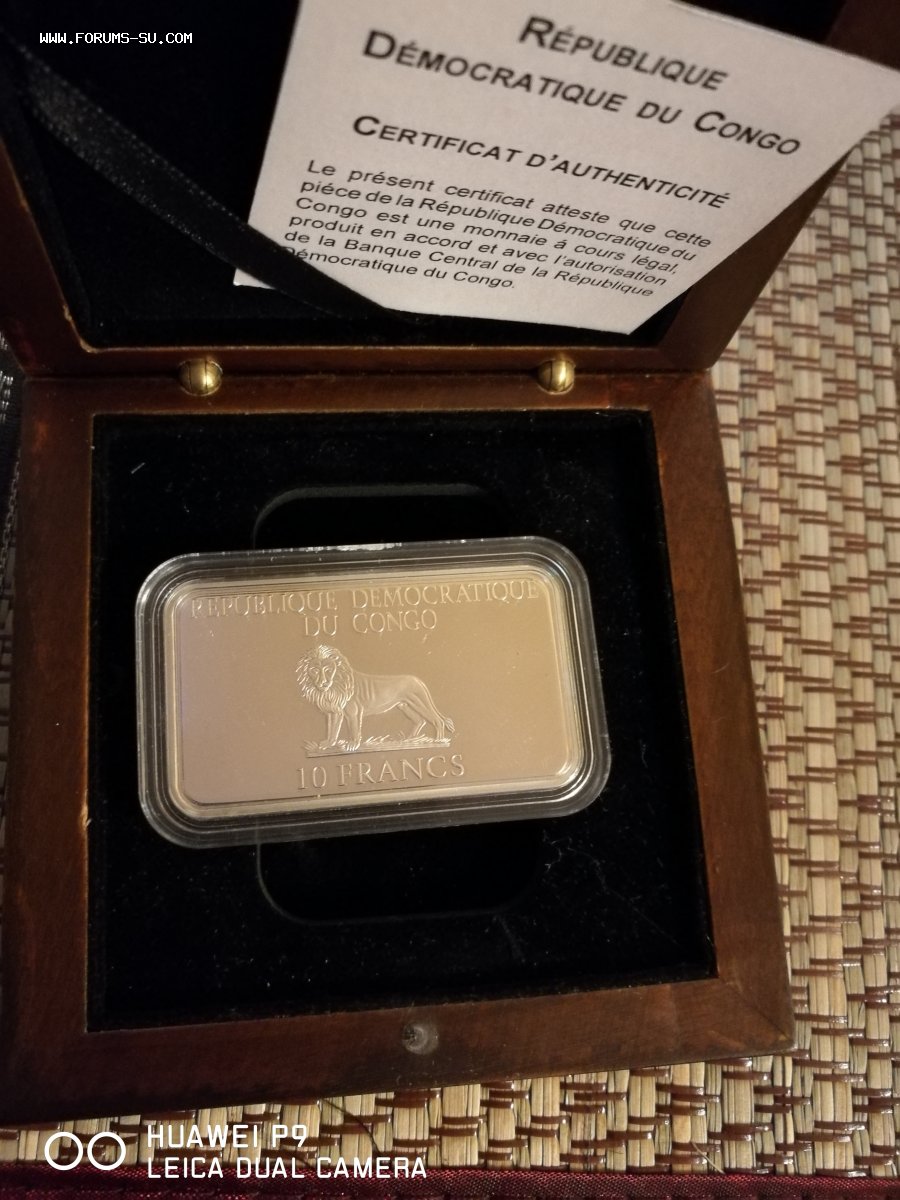 WWW.FORUMS-SU.COM
RÉPUBLIQUE
DÉMOCRATIQUE DU CONGO
CERTIFICAT D'AUTHENTICITÉ
Le présent certificat atteste que cette
piéce de la République Démocratique du
Congo est une monnaie á cours légal,
produit en accord et avec l'autorisation
de la Banque Central de la République
Démocratique du Congo.
REPUBLIQUE DEMOCRATIQUE
DU CONGO
10 FRANCS
HUAWEI P9
LEICA DUAL CAMERA